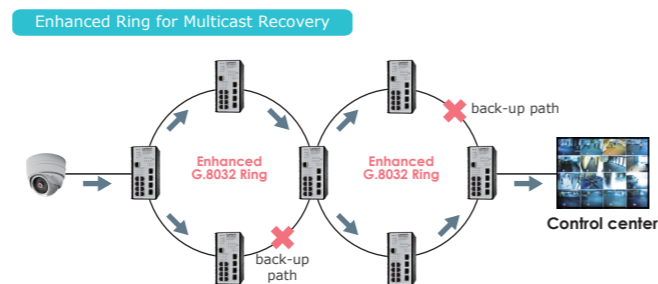 Enhanced Ring for Multicast Recovery
back-up path
Enhanced
G.8032 Ring
Enhanced
G.8032 Ring
Control center
back-up
path